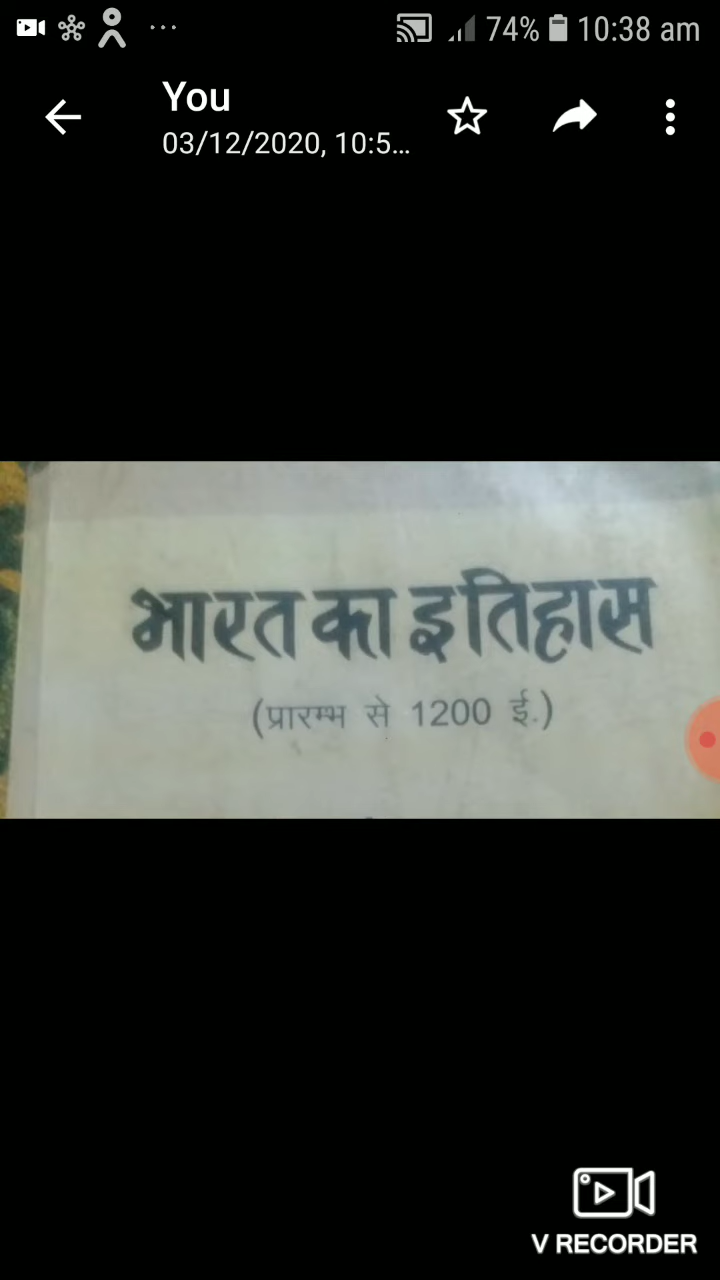 74% 10:38 am
You
03/12/2020, 10:5...
भारत का इतिहास
(प्रारम्भ से 1200 ई.)
V RECORDER